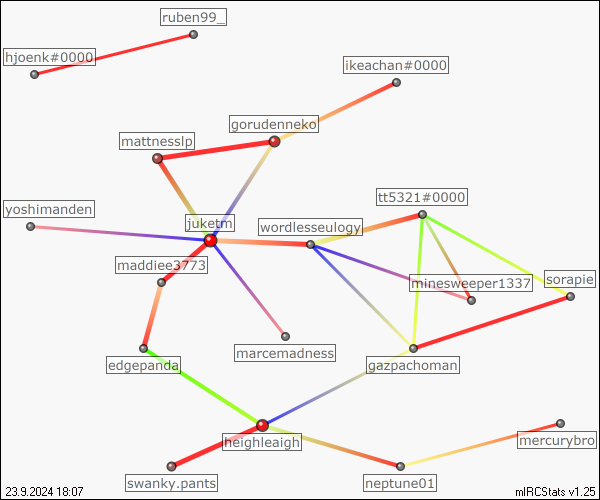 ruben99_
hjoenk#0000
ikeachan#0000
gorudenneko
mattnesslp
tt5321#0000
yoshimanden
juketm
wordlesseulogy
maddiee3773
minesweeper1337
sorapie
marcemadness
edgepanda
gazpachoman
heighleaigh
mercurybro
swanky.pants
neptune01
23.9.2024 18:07
mIRCStats v1.25